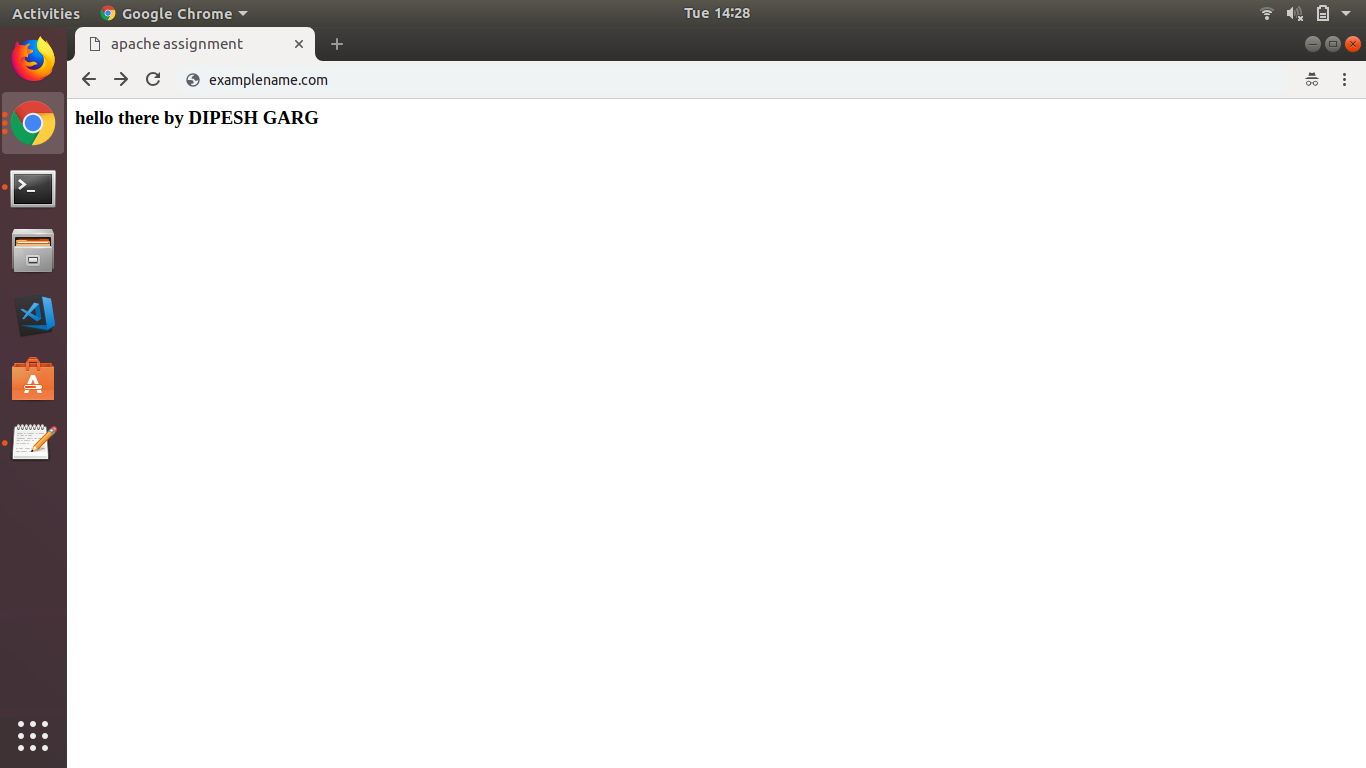 Activities Google Chrome Tue 14:28
apache assignment
examplename.com
hello there by DIPESH GARG